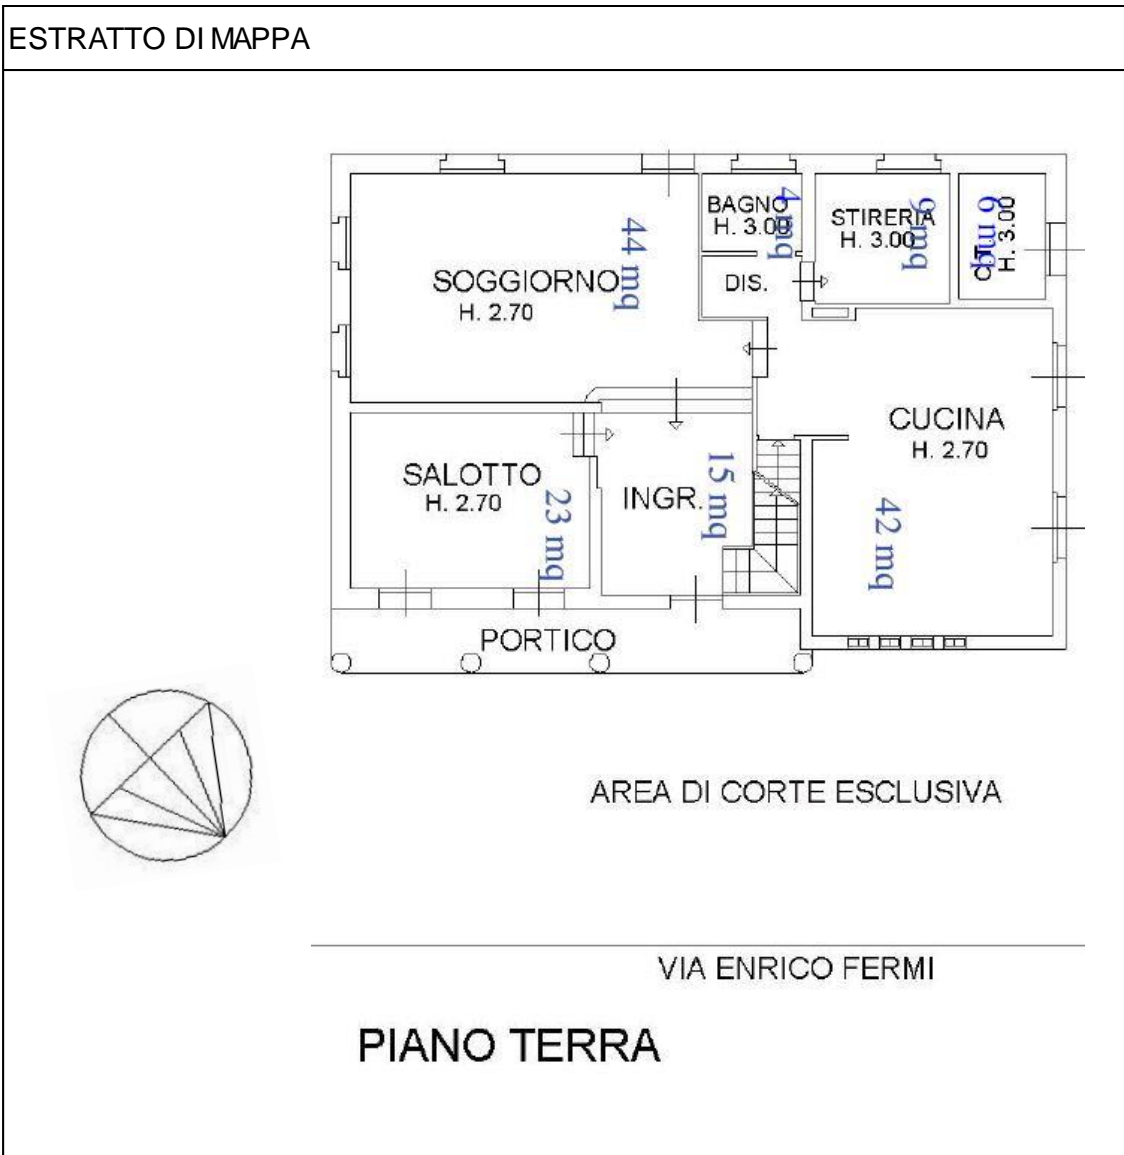 ESTRATTO DI MAPPA
BAGNO
H. 3.00
4 mq
STIRERIA
H. 3.00
9 mq
C.T.
H. 3.00
6 mq
SOGGIORNO
H. 2.70
44 mq
DIS.
CUCINA
H. 2.70
42 mq
SALOTTO
H. 2.70
23 mq
INGR.
15 mq
PORTICO
AREA DI CORTE ESCLUSIVA
VIA ENRICO FERMI
PIANO TERRA